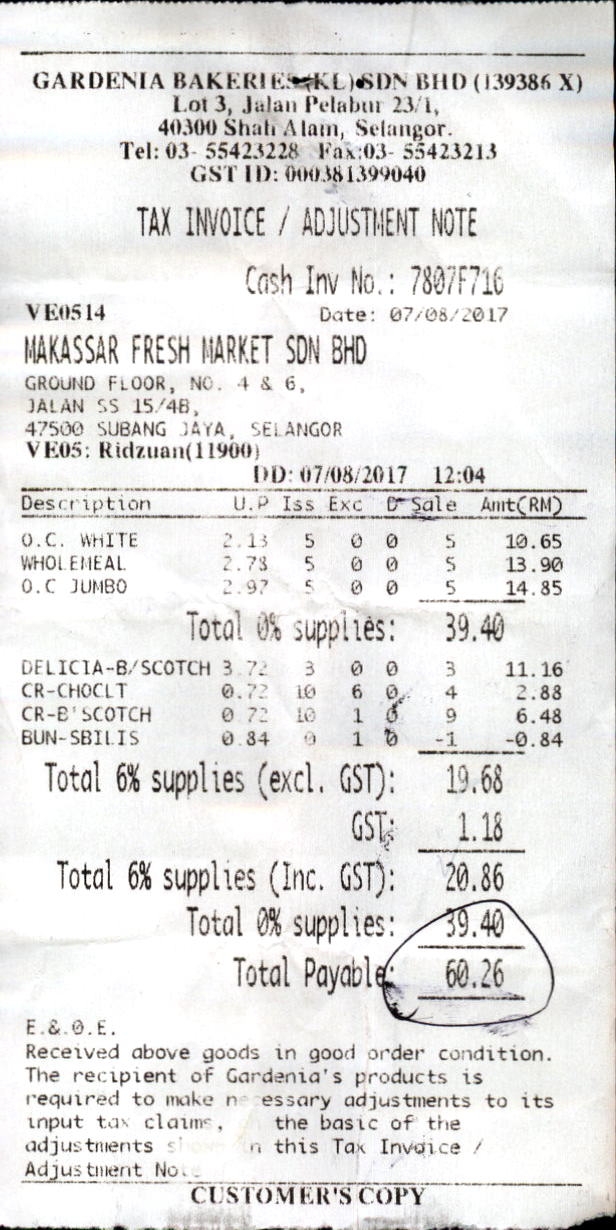 GARDENIA BAKERIES (KL) SDN BHD (139386 X)
Lot 3, Jalan Pelabur 23/1,
40300 Shah Alam, Selangor.
Tel: 03- 55423228 Fax:03- 55423213
GST ID: 000381399040
TAX INVOICE / ADJUSTMENT NOTE
Cash Inv No.: 7807F716
VE0514 Date: 07/08/2017
MAKASSAR FRESH MARKET SDN BHD
GROUND FLOOR, NO. 4 & 6,
JALAN SS 15/4B,
47500 SUBANG JAYA, SELANGOR
VE05: Ridzuan(11900)
DD: 07/08/2017 12:04
Description U.P Iss Exc D Sale Amt(RM)
O.C. WHITE 2.13 5 0 0 5 10.65
WHOLEMEAL 2.78 5 0 0 5 13.90
O.C JUMBO 2.97 5 0 0 5 14.85
Total 0% supplies: 39.40
DELICIA-B/SCOTCH 3.72 3 0 0 3 11.16
CR-CHOCLT 0.72 10 6 0 4 2.88
CR-B'SCOTCH 0.72 10 1 0 9 6.48
BUN-SBILIS 0.84 0 1 0 -1 -0.84
Total 6% supplies (excl. GST): 19.68
GST: 1.18
Total 6% supplies (Inc. GST): 20.86
Total 0% supplies: 39.40
Total Payable: 60.26
E.&.O.E.
Received above goods in good order condition.
The recipient of Gardenia's products is
required to make necessary adjustments to its
input tax claims, the basic of the
adjustments in this Tax Invoice /
Adjustment Note
CUSTOMER'S COPY